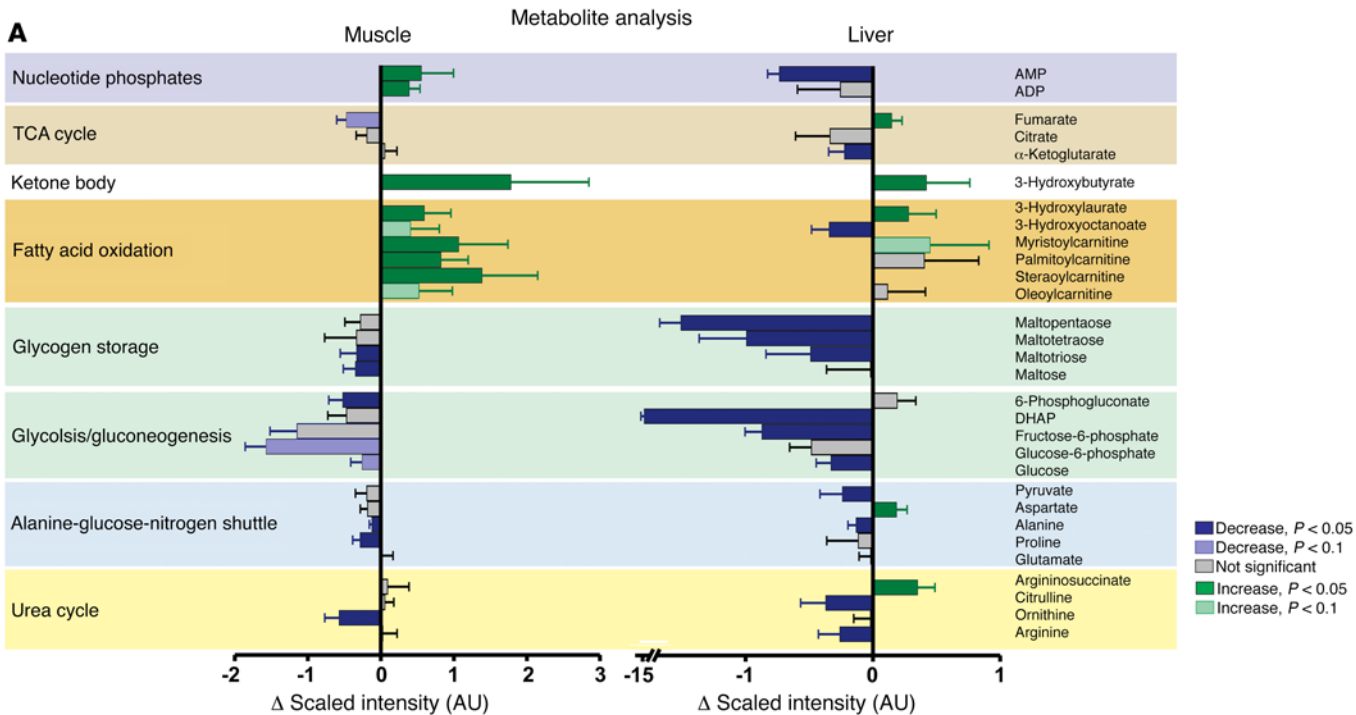 A
Metabolite analysis
Muscle
Liver
Nucleotide phosphates
AMP
ADP
TCA cycle
Fumarate
Citrate
α-Ketoglutarate
Ketone body
3-Hydroxybutyrate
Fatty acid oxidation
3-Hydroxylaurate
3-Hydroxyoctanoate
Myristoylcarnitine
Palmitoylcarnitine
Steraoylcarnitine
Oleoylcarnitine
Glycogen storage
Maltopentaose
Maltotetraose
Maltotriose
Maltose
Glycolsis/gluconeogenesis
6-Phosphogluconate
DHAP
Fructose-6-phosphate
Glucose-6-phosphate
Glucose
Alanine-glucose-nitrogen shuttle
Pyruvate
Aspartate
Alanine
Proline
Glutamate
Urea cycle
Argininosuccinate
Citrulline
Ornithine
Arginine
Decrease, P < 0.05
Decrease, P < 0.1
Not significant
Increase, P < 0.05
Increase, P < 0.1
-2 -1 0 1 2 3
-15 -1 0 1
Δ Scaled intensity (AU)
Δ Scaled intensity (AU)